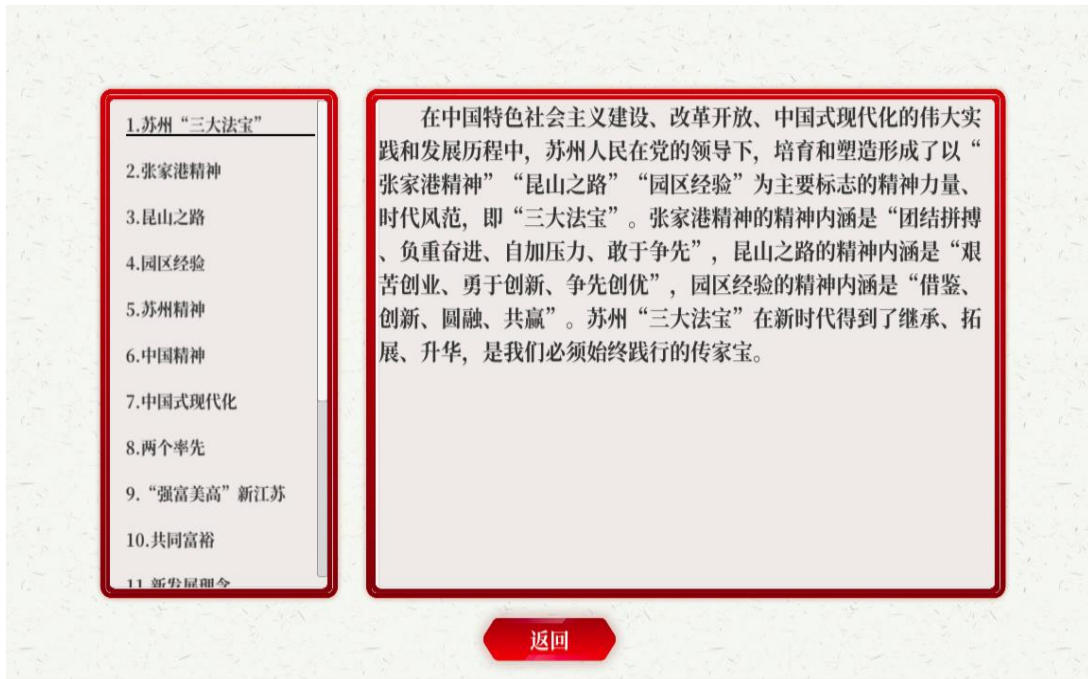 1.苏州“三大法宝”
2.张家港精神
3.昆山之路
4.园区经验
5.苏州精神
6.中国精神
7.中国式现代化
8.两个率先
9.“强富美高”新江苏
10.共同富裕
11.新发展理念
在中国特色社会主义建设、改革开放、中国式现代化的伟大实
践和发展历程中，苏州人民在党的领导下，培育和塑造形成了以“
张家港精神”“昆山之路”“园区经验”为主要标志的精神力量、
时代风范，即“三大法宝”。张家港精神的精神内涵是“团结拼搏
、负重奋进、自加压力、敢于争先”，昆山之路的精神内涵是“艰
苦创业、勇于创新、争先创优”，园区经验的精神内涵是“借鉴、
创新、圆融、共赢”。苏州“三大法宝”在新时代得到了继承、拓
展、升华，是我们必须始终践行的传家宝。
返回